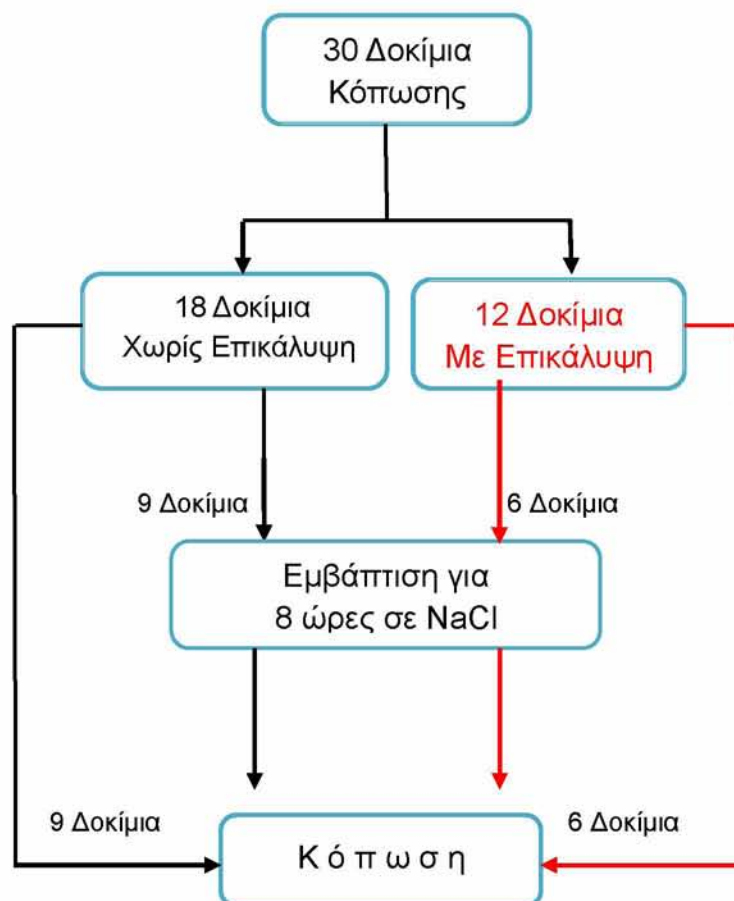 30 Δοκίμια
Κόπωσης
18 Δοκίμια
Χωρίς Επικάλυψη
12 Δοκίμια
Με Επικάλυψη
9 Δοκίμια
6 Δοκίμια
Εμβάπτιση για
8 ώρες σε NaCl
9 Δοκίμια
6 Δοκίμια
Κ ό π ω σ η